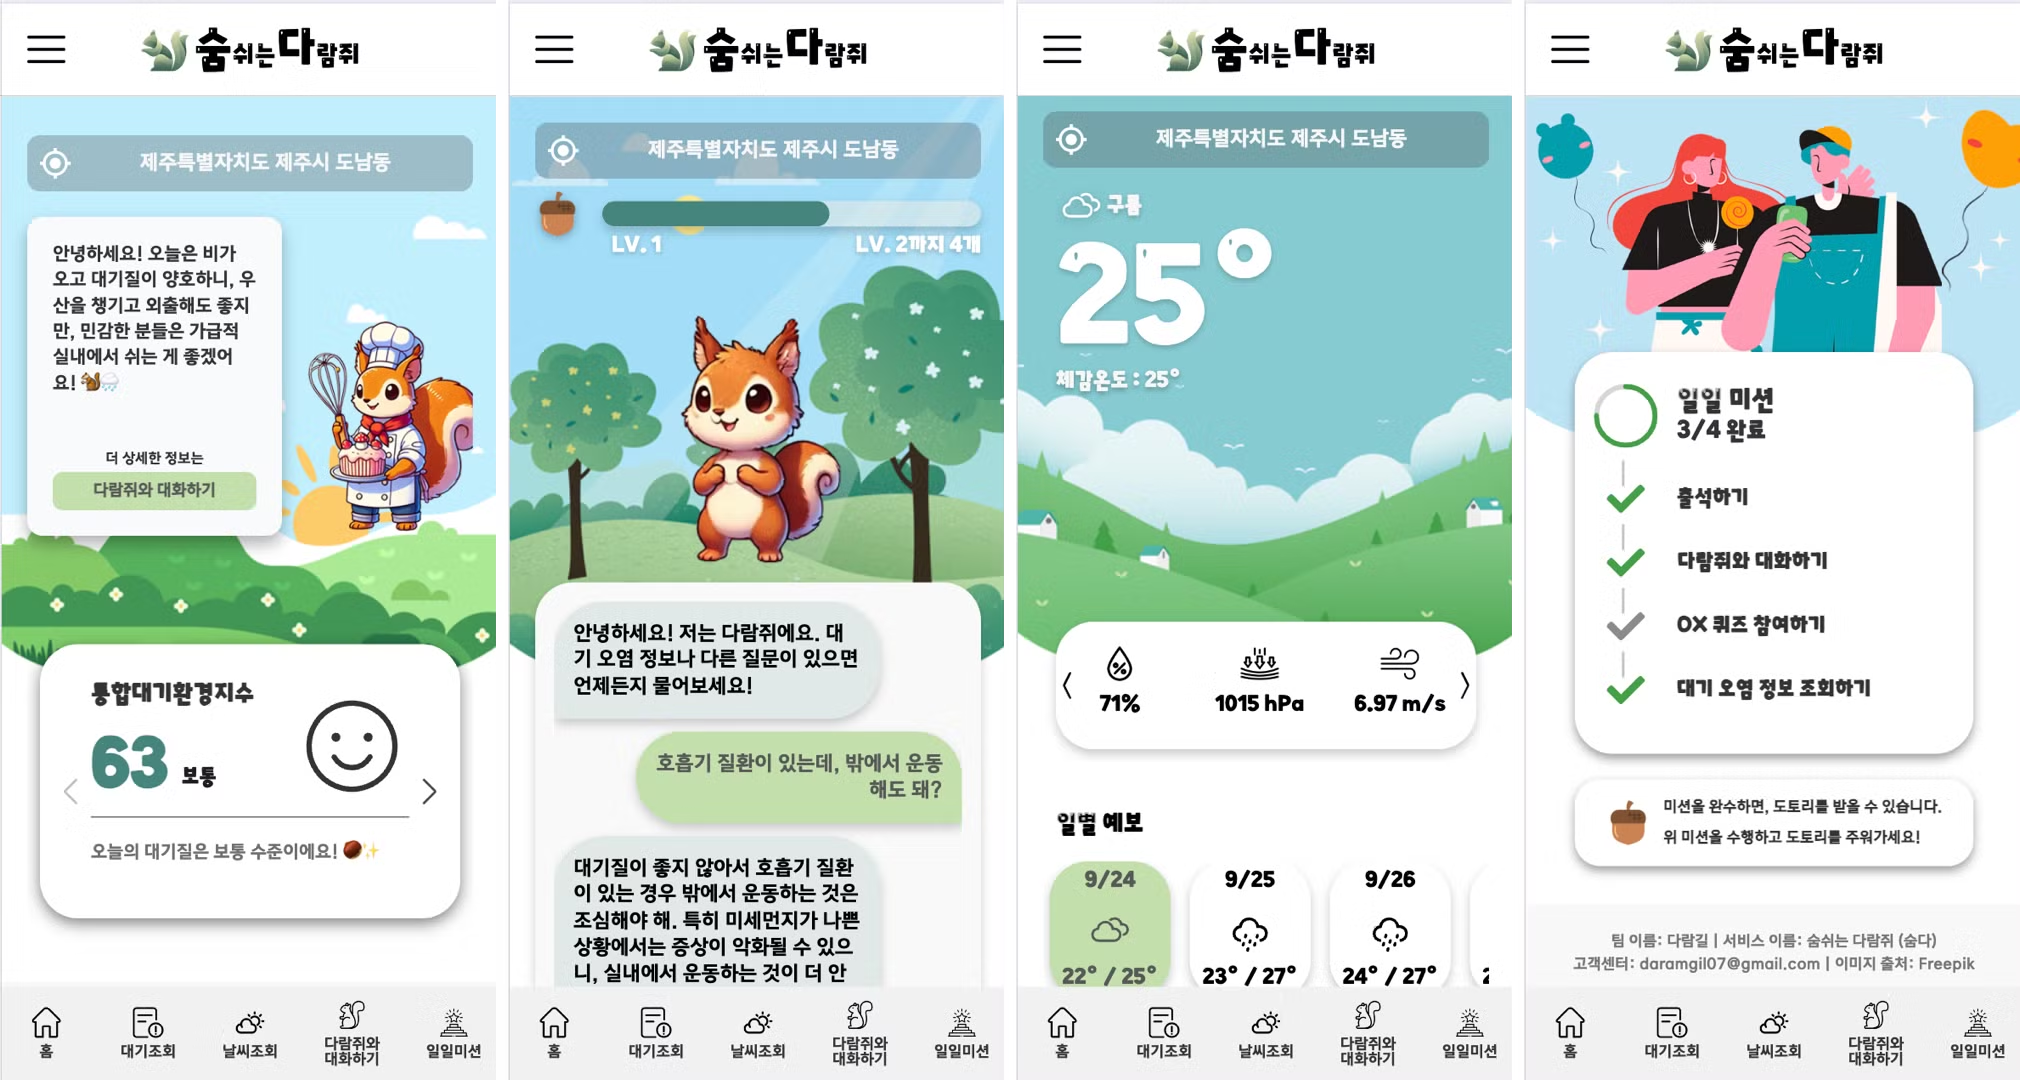 숨쉬는다람쥐
제주특별자치도 제주시 도남동
안녕하세요! 오늘은 비가
오고 대기질이 양호하니, 우
산을 챙기고 외출해도 좋지
만, 민감한 분들은 가급적
실내에서 쉬는 게 좋겠어
요! 🐿️🌧️
더 상세한 정보는
다람쥐와 대화하기
통합대기환경지수
63 보통
오늘의 대기질은 보통 수준이에요! 🌰✨
홈
대기조회
날씨조회
다람쥐와
대화하기
일일미션
숨쉬는다람쥐
제주특별자치도 제주시 도남동
LV. 1
LV. 2까지 4개
안녕하세요! 저는 다람쥐에요. 대
기 오염 정보나 다른 질문이 있으면
언제든지 물어보세요!
호흡기 질환이 있는데, 밖에서 운동
해도 돼?
대기질이 좋지 않아서 호흡기 질환
이 있는 경우 밖에서 운동하는 것은
조심해야 해. 특히 미세먼지가 나쁜
상황에서는 증상이 악화될 수 있으
니, 실내에서 운동하는 것이 더 안
홈
대기조회
날씨조회
다람쥐와
대화하기
일일미션
숨쉬는다람쥐
제주특별자치도 제주시 도남동
구름
25°
체감온도 : 25°
71%
1015 hPa
6.97 m/s
일별 예보
9/24
9/25
9/26
22° / 25°
23° / 27°
24° / 27°
2
홈
대기조회
날씨조회
다람쥐와
대화하기
일일미션
숨쉬는다람쥐
일일 미션
3/4 완료
출석하기
다람쥐와 대화하기
OX 퀴즈 참여하기
대기 오염 정보 조회하기
미션을 완수하면, 도토리를 받을 수 있습니다.
위 미션을 수행하고 도토리를 주워가세요!
팀 이름: 다람길 | 서비스 이름: 숨쉬는 다람쥐 (숨다)
고객센터: daramgil07@gmail.com | 이미지 출처: Freepik
홈
대기조회
날씨조회
다람쥐와
대화하기
일일미션